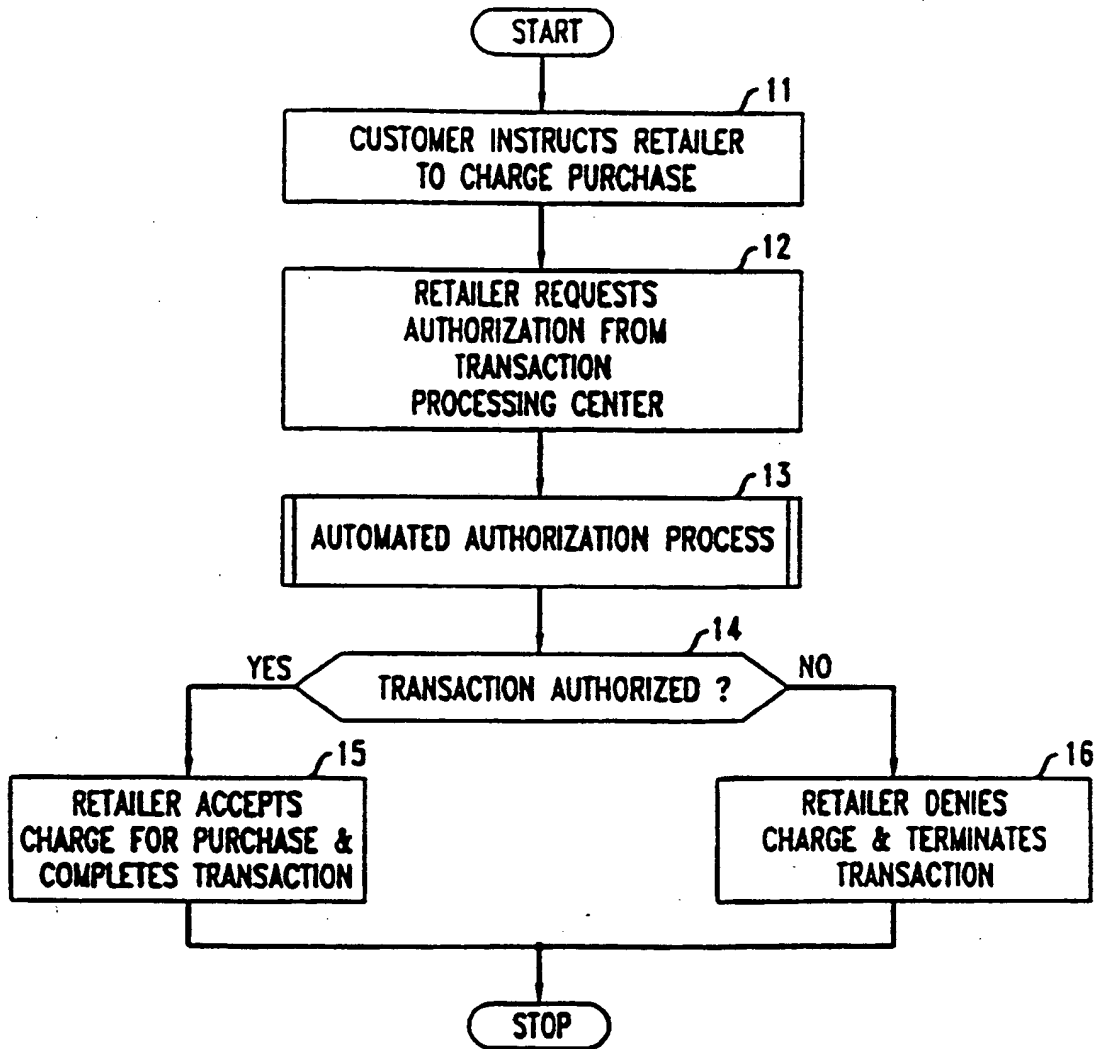 START
11
CUSTOMER INSTRUCTS RETAILER
TO CHARGE PURCHASE
12
RETAILER REQUESTS
AUTHORIZATION FROM
TRANSACTION
PROCESSING CENTER
13
AUTOMATED AUTHORIZATION PROCESS
14
YES
TRANSACTION AUTHORIZED ?
NO
15
RETAILER ACCEPTS
CHARGE FOR PURCHASE &
COMPLETES TRANSACTION
16
RETAILER DENIES
CHARGE & TERMINATES
TRANSACTION
STOP